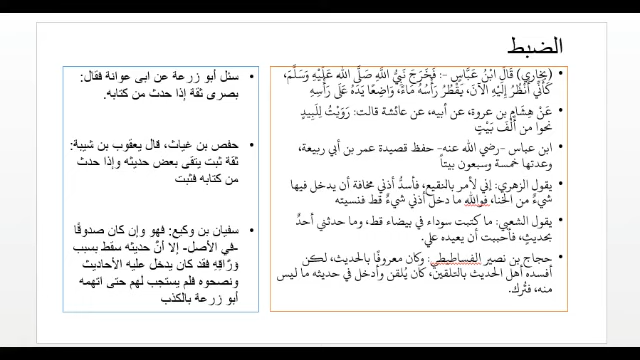 الضبط
• (بخاري) قَالَ ابْنُ عَبَّاسٍ -: فَخَرَجَ نَبِيُّ اللَّهِ صَلَّى اللهُ عَلَيْهِ وَسَلَّمَ،
كَأَنِّي أَنْظُرُ إِلَيْهِ الآنَ، يَقْطُرُ رَأْسُهُ مَاءً، وَاضِعًا يَدَهُ عَلَى رَأْسِهِ
• عَنْ هِشَامِ بن عروة، عن أبيه، عن عائشة قالت: رَوَيْتُ لِلَبِيدٍ
نحوا من أَلْفَ بَيْتٍ
• ابن عباس -رضي الله عنه- حفظ قصيدة عمر بن أبي ربيعة،
وعدتها خمسة وسبعون بيتاً
• يقول الزهري: إني لأمر بالبقيع، فأسدُّ أذني مخافة أن يدخل فيها
شيءٌ من الخنا، فوالله ما دخل أذني شيءٌ قط فنسيته
• يقول الشعبي: ما كتبت سوداء في بيضاء قط، وما حدثني أحدٌ
بحديثٍ، فأحببت أن يعيده علي.
• حجاج بن نصير الفساطيطي: وكان معروفًا بالحديث، لكن
أفسده أهل الحديث بالتلقين، كان يُلقن وأدخل في حديثه ما ليس
منه، فتُرك.
• سئل أبو زرعة عن ابى عوانة فقال:
بصرى ثقة إذا حدث من كتابه.
• حفص بن غياث، قال يعقوب بن شيبة:
ثقة ثبت يتقى بعض حديثه وإذا حدث
من كتابه فثبت
• سفيان بن وكيع: فهو وإن كان صدوقًا
-في الأصل- إلا أنَّ حديثه سقط بسبب
وَرَّاقِهِ فقد كان يدخل عليه الأحاديث
ونصحوه فلم يستجب لهم حتى اتهمه
أبو زرعة بالكذب